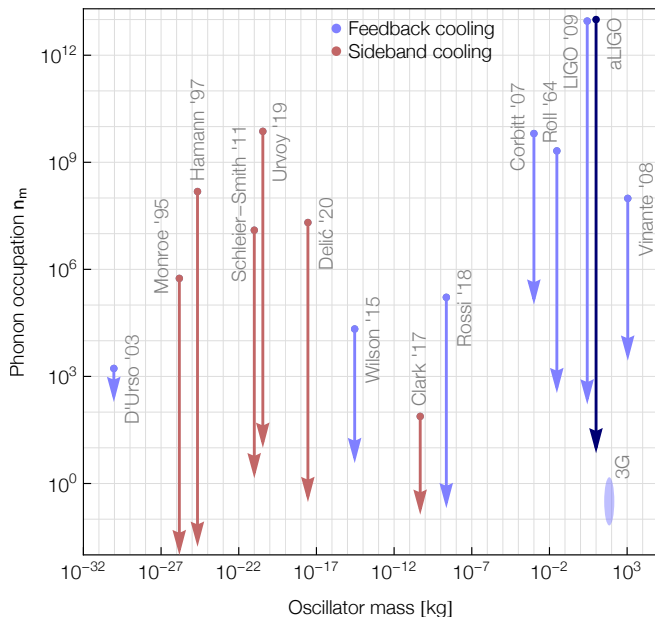 Feedback cooling
Sideband cooling
Phonon occupation n_m
10^12
10^9
10^6
10^3
10^0
D'Urso '03
Monroe '95
Hamann '97
Schleier−Smith '11
Urvoy '19
Delić '20
Wilson '15
Clark '17
Rossi '18
Corbitt '07
Roll '64
LIGO '09
aLIGO
Vinante '08
3G
10^−32
10^−27
10^−22
10^−17
10^−12
10^−7
10^−2
10^3
Oscillator mass [kg]